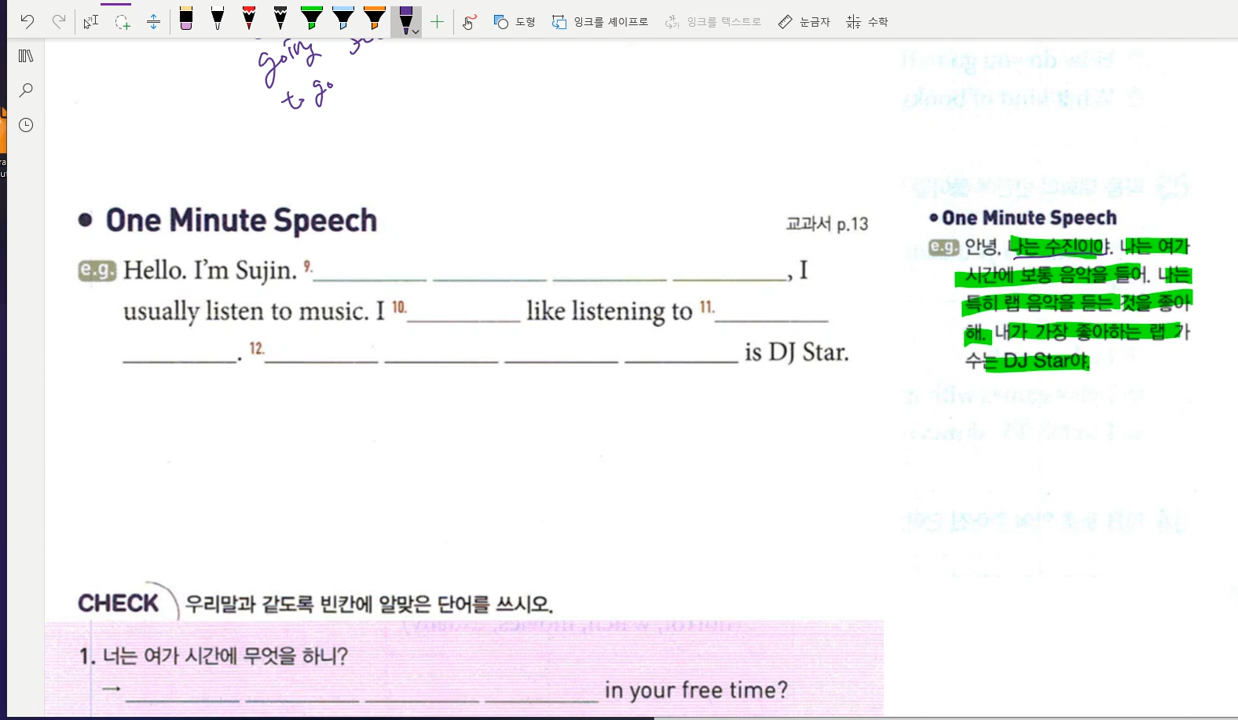 도형
잉크를 셰이프로
잉크를 텍스트로
눈금자
수학
going
to go
• One Minute Speech
교과서 p.13
e.g. Hello. I'm Sujin. 9. ________ ________ ________, I
usually listen to music. I 10. ________ like listening to 11. ________
________. 12. ________ ________ ________ ________ is DJ Star.
• One Minute Speech
e.g. 안녕, 나는 수진이야. 나는 여가
시간에 보통 음악을 들어. 나는
특히 랩 음악을 듣는 것을 좋아
해. 내가 가장 좋아하는 랩 가
수는 DJ Star야.
CHECK 우리말과 같도록 빈칸에 알맞은 단어를 쓰시오.
1. 너는 여가 시간에 무엇을 하니?
→ ________ ________ ________ ________ in your free time?